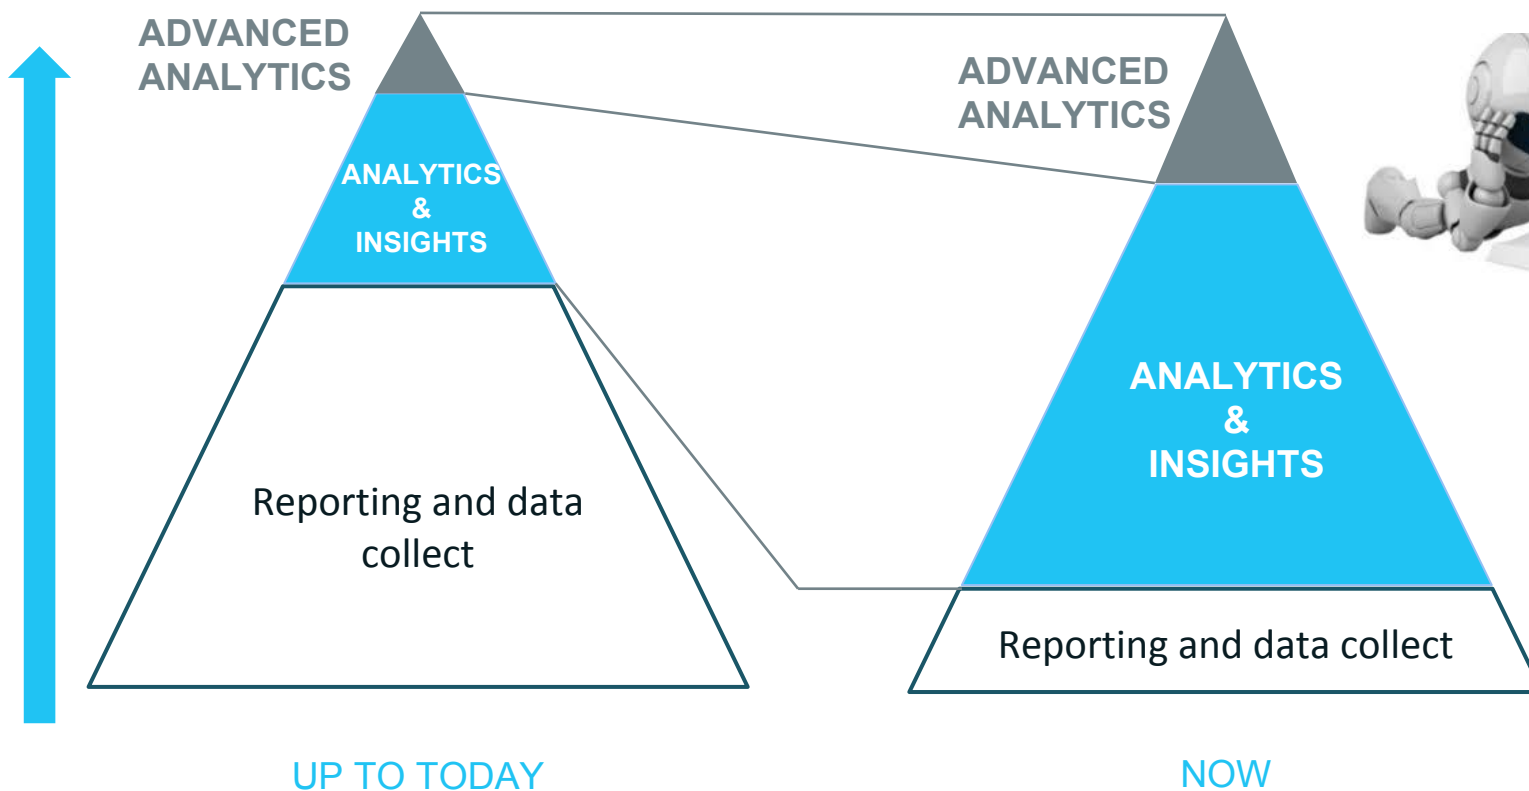 ADVANCED
ANALYTICS
ANALYTICS
&
INSIGHTS
Reporting and data
collect
UP TO TODAY
ADVANCED
ANALYTICS
ANALYTICS
&
INSIGHTS
Reporting and data collect
NOW